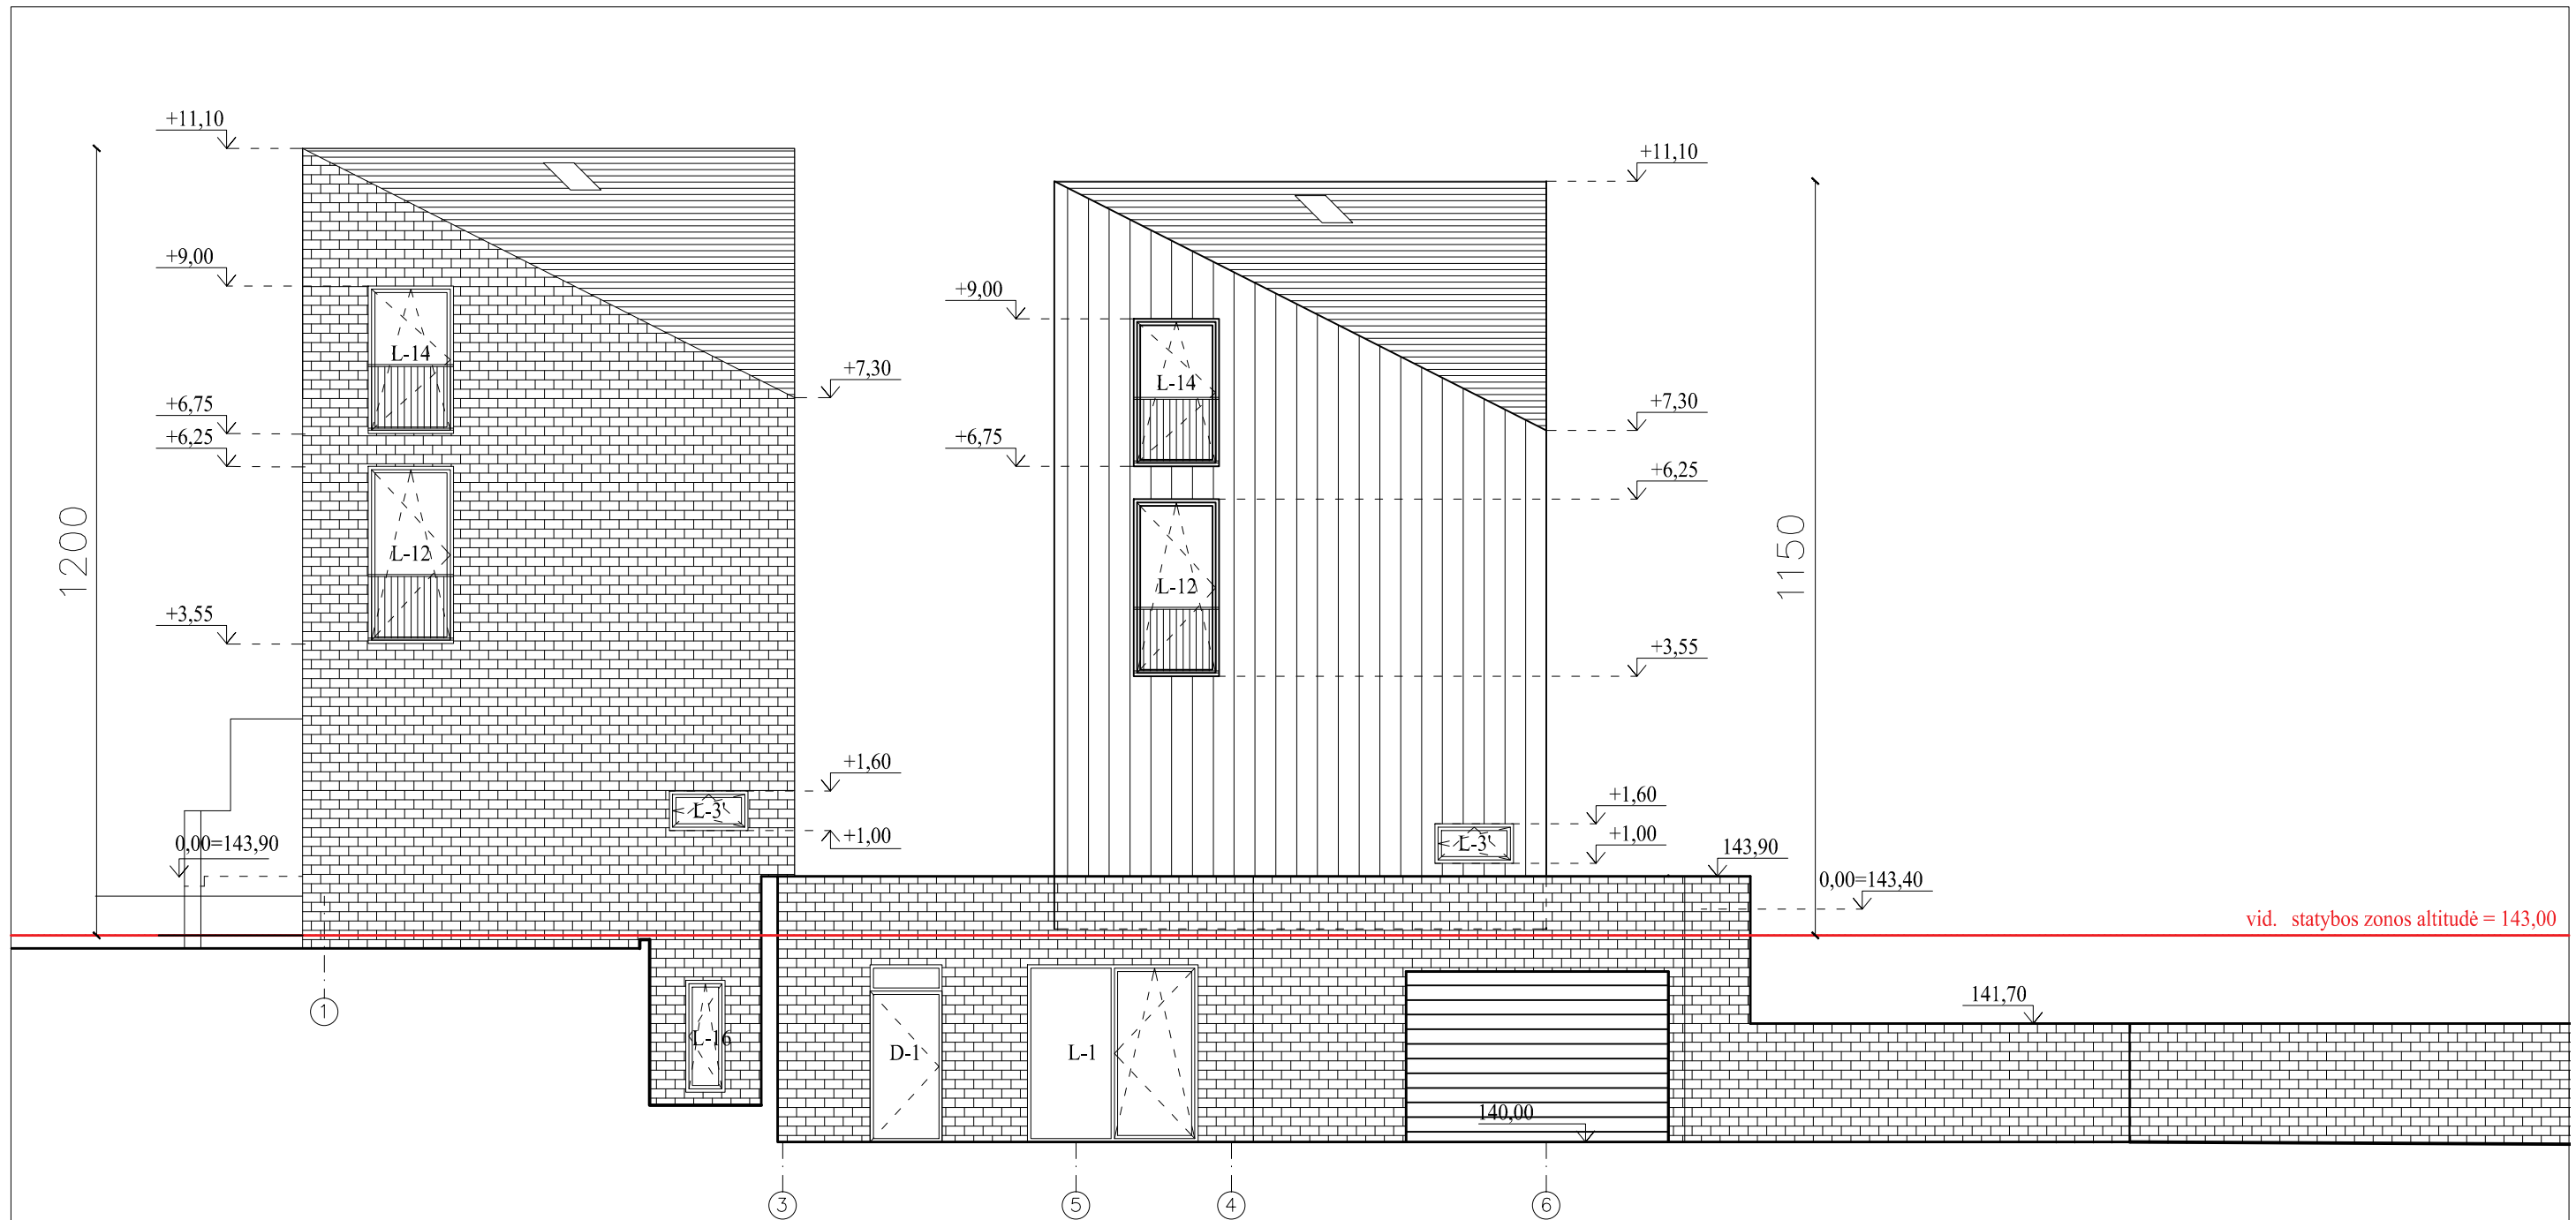 +11,10
+11,10
+9,00
+9,00
L-14
+7,30
L-14
+6,75
+7,30
+6,25
+6,75
+6,25
1200
L-12
1150
L-12
+3,55
+3,55
+1,60
+1,60
L-3'
+1,00
L-3'
+1,00
0,00=143,90
143,90
0,00=143,40
vid. statybos zonos altitudė = 143,00
141,70
1
L-16
D-1
L-1
140,00
3
5
4
6